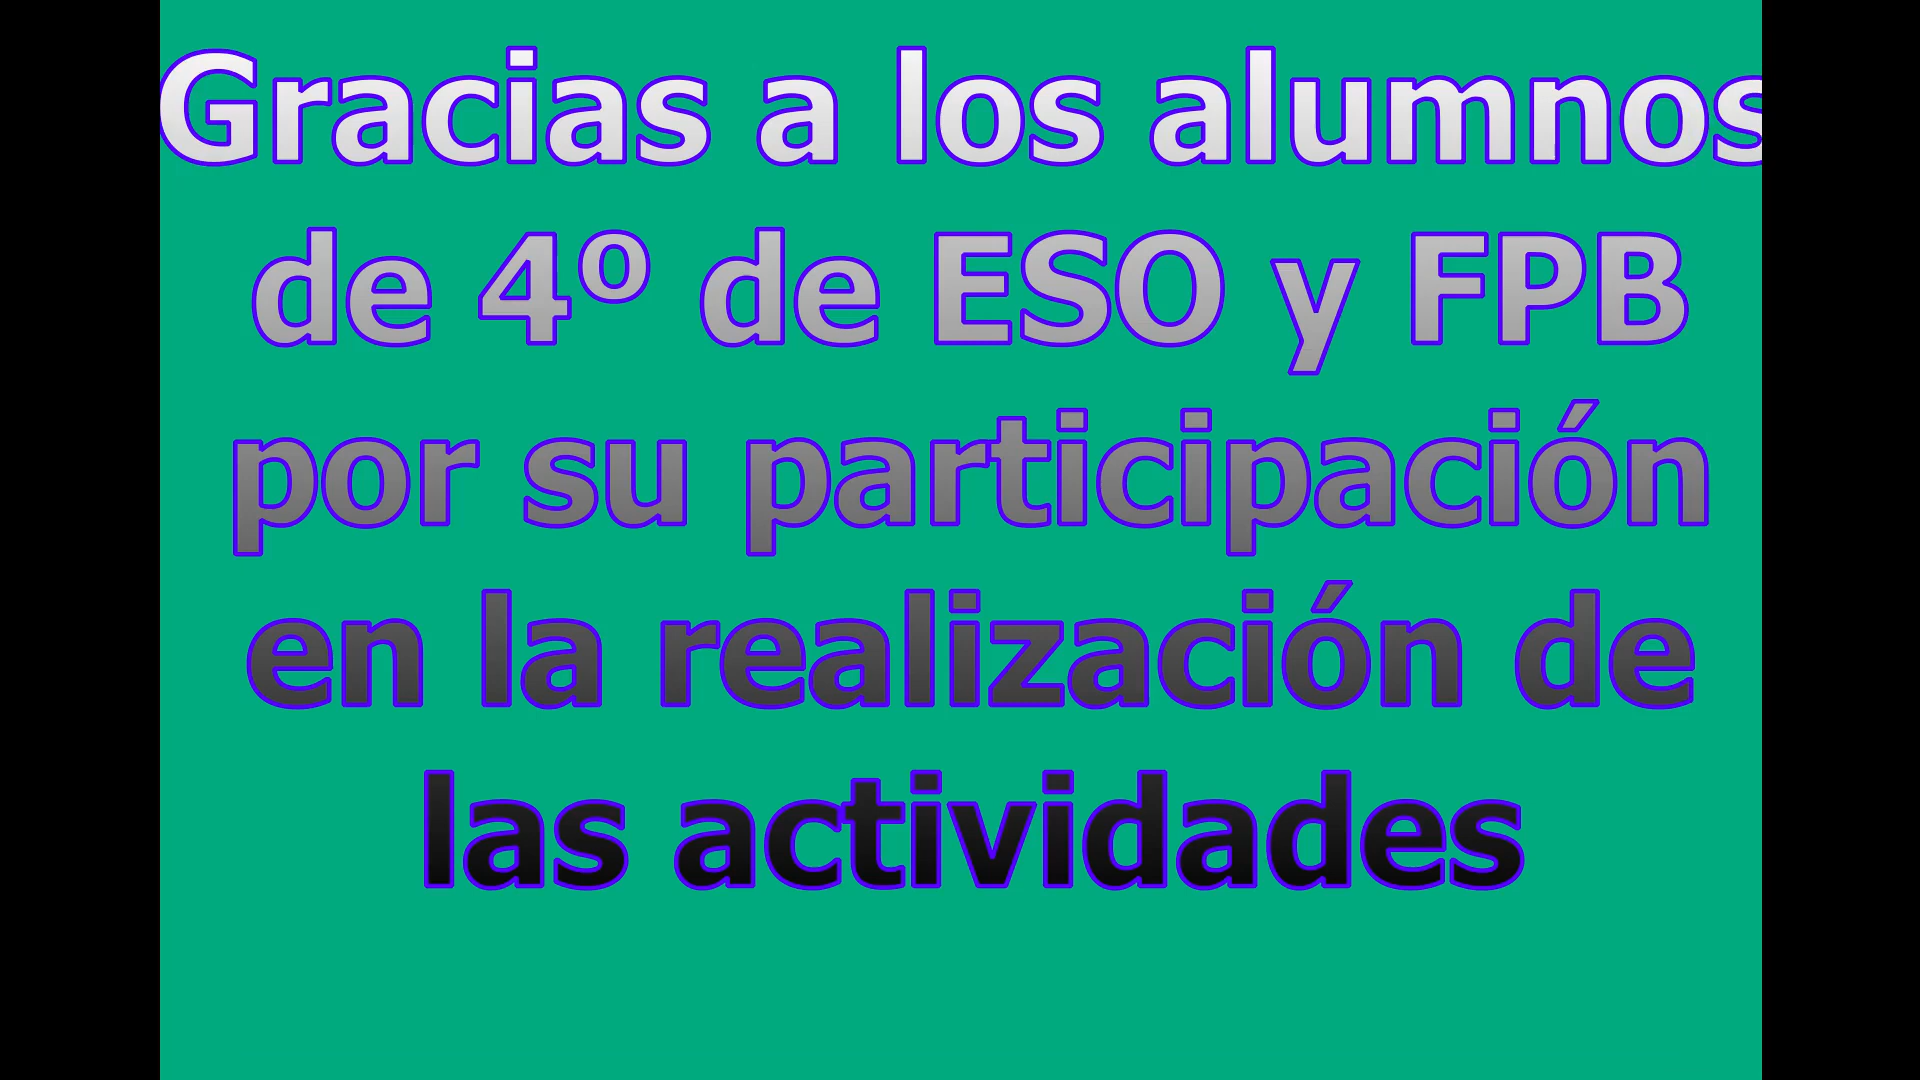 Gracias a los alumnos
de 4º de ESO y FPB
por su participación
en la realización de
las actividades